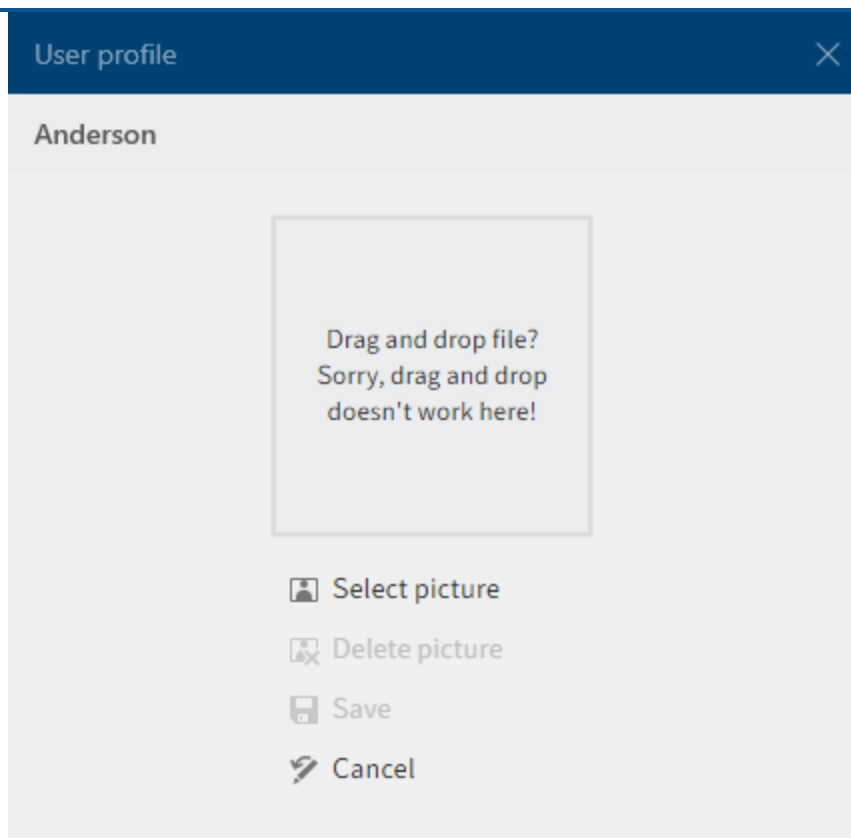 User profile
Anderson
Drag and drop file?
Sorry, drag and drop
doesn't work here!
Select picture
Delete picture
Save
Cancel